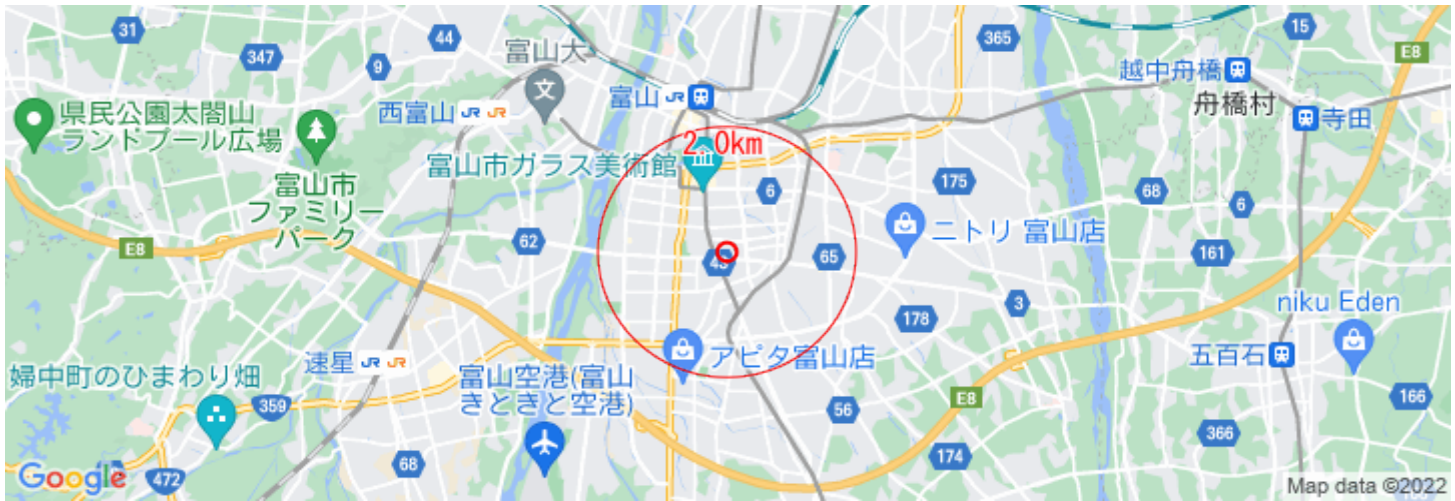 31
347
44
9
富山大
365
15
E8
西富山 JR JR
富山 JR
越中舟橋
舟橋村
寺田
県民公園太閤山
ランドプール広場
富山市
ファミリー
パーク
2.0km
富山市ガラス美術館
6
175
68
6
ニトリ 富山店
E8
62
43
65
161
3
178
niku Eden
速星 JR JR
アピタ富山店
五百石
婦中町のひまわり畑
富山空港(富山
きときと空港)
359
56
E8
166
366
68
174
472
Google
Map data ©2022